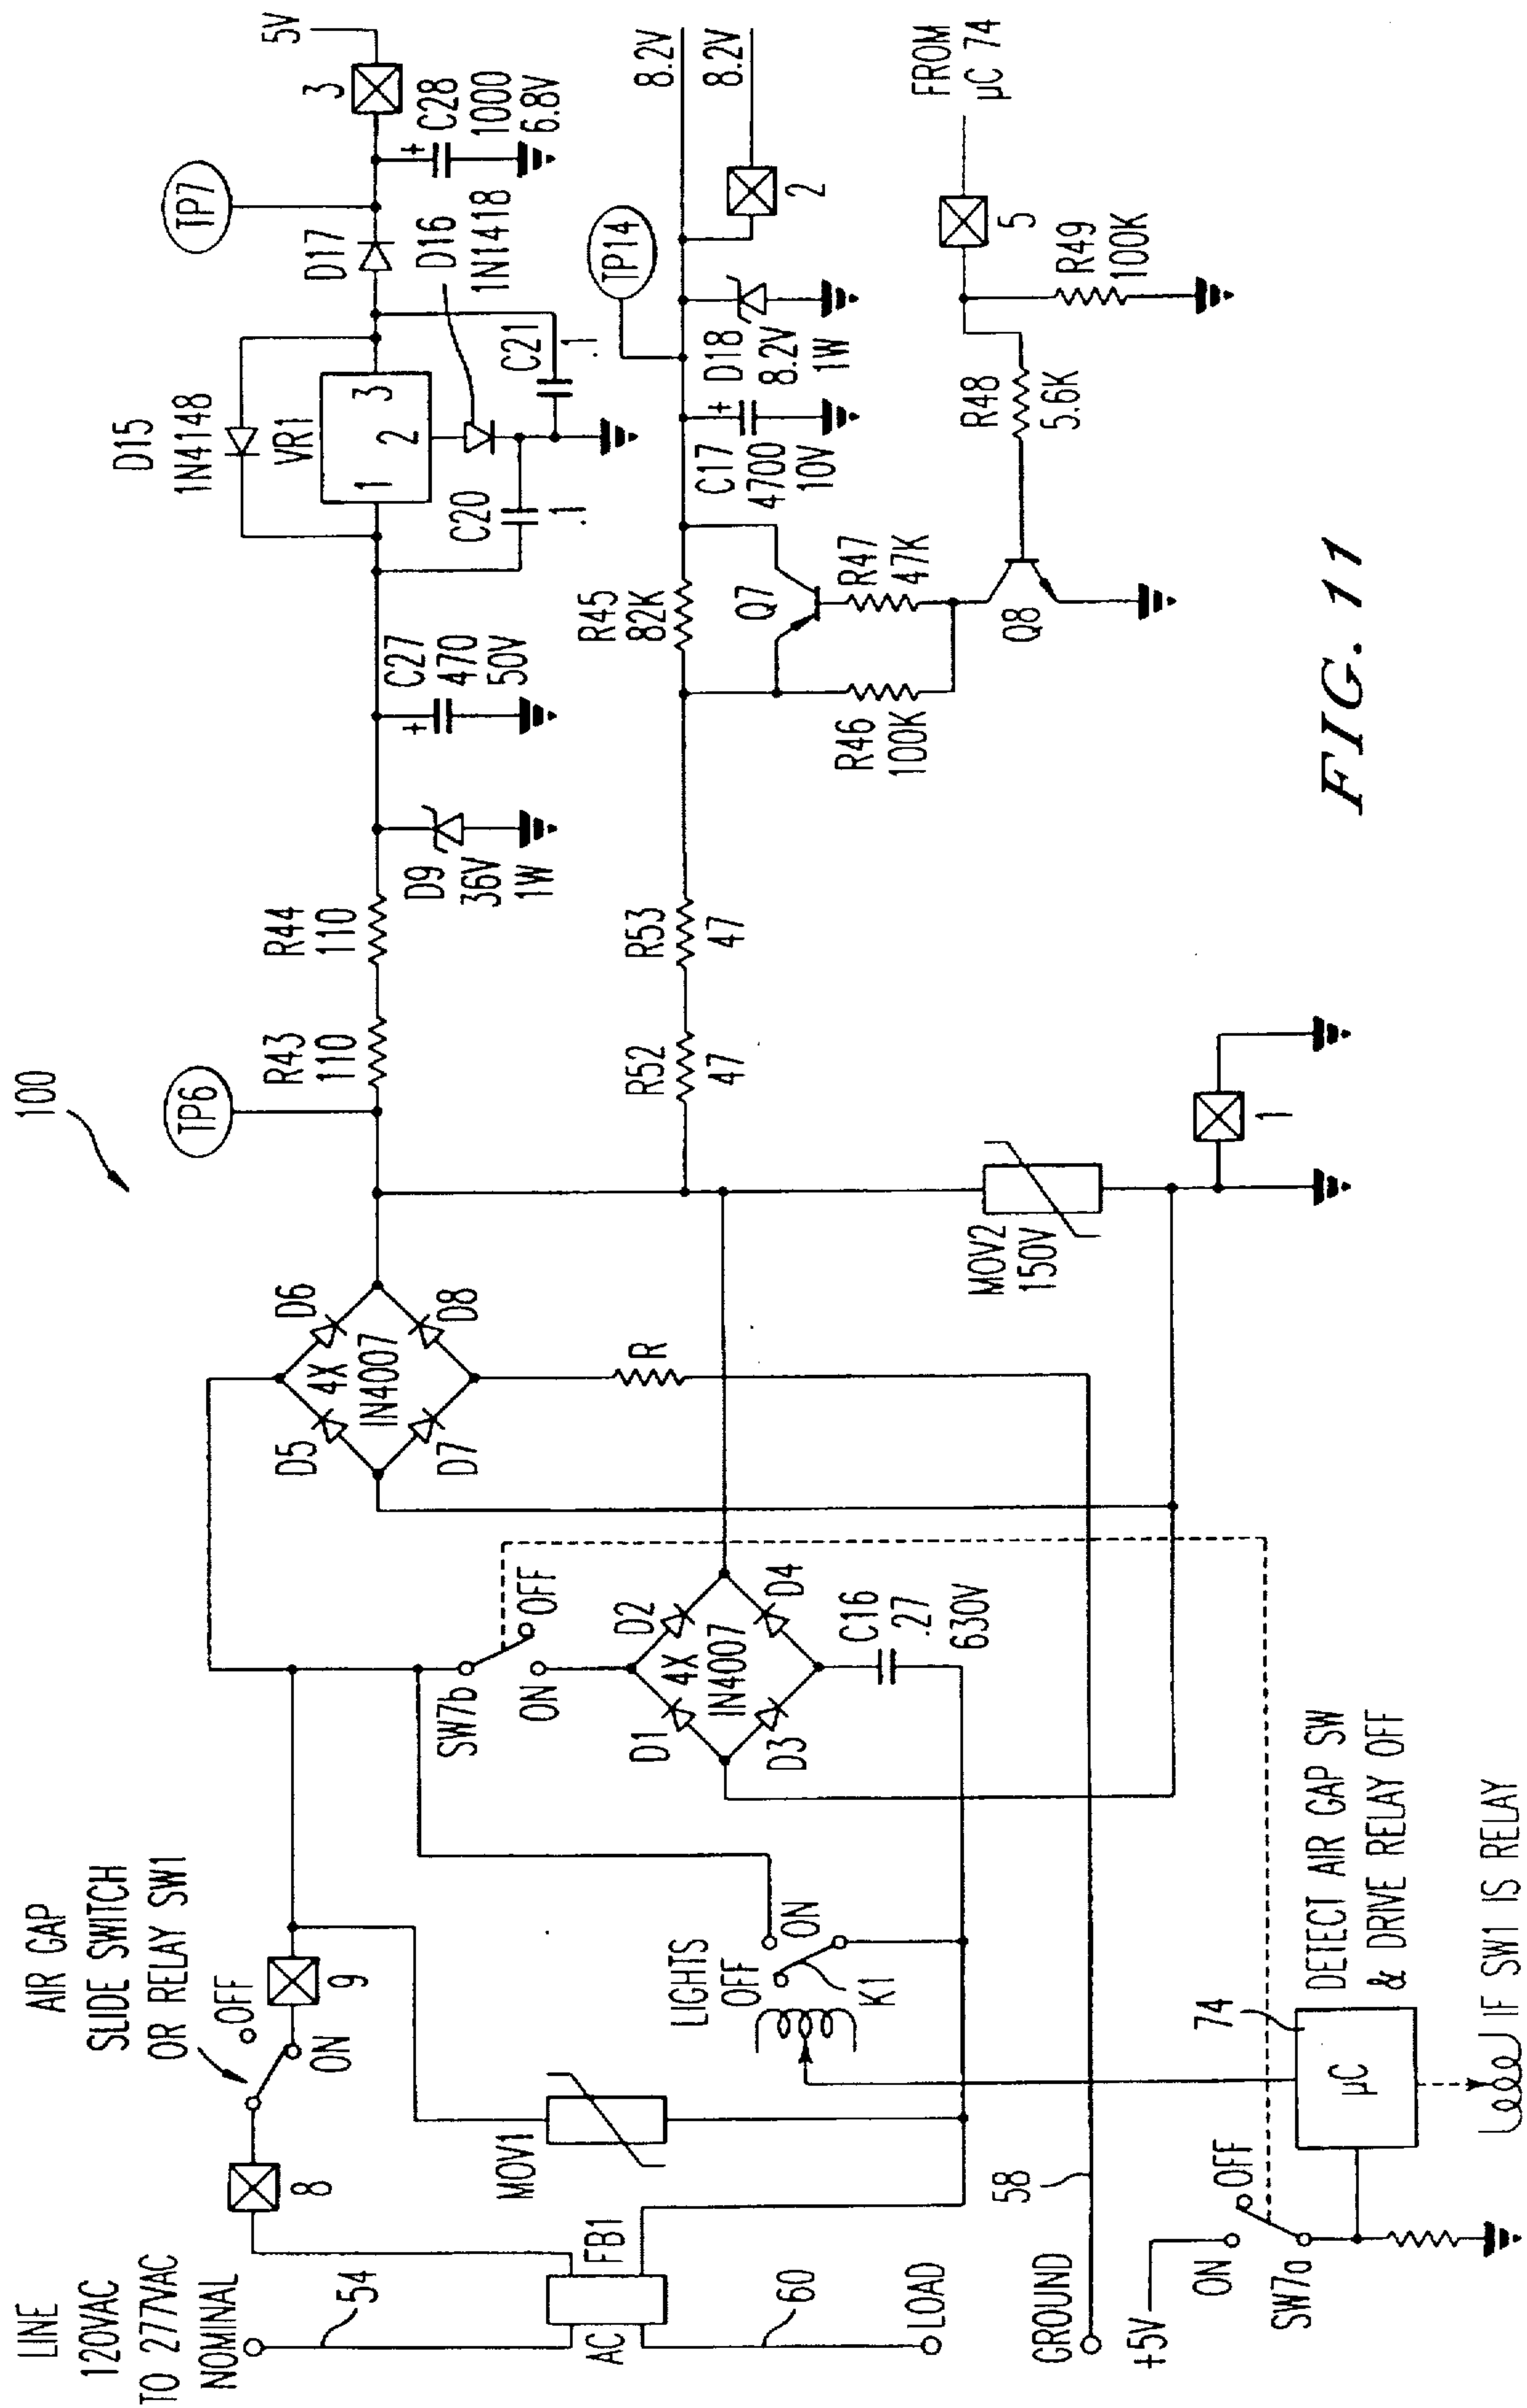 100
LINE
120VAC
TO 277VAC
NOMINAL
54
8
AIR GAP
SLIDE SWITCH
OR RELAY SW1
OFF
ON
9
AC
FB1
MOV1
60
LOAD
GROUND
58
+5V
ON
OFF
SW7a
74
μC
DETECT AIR GAP SW
& DRIVE RELAY OFF
IF SW1 IS RELAY
LIGHTS
OFF
ON
K1
SW7b
ON
OFF
D1
D2
4X
IN4007
D3
D4
C16
.27
630V
D5
D6
4X
IN4007
D7
D8
R
MOV2
150V
1
TP6
R43
110
R44
110
D9
36V
1W
C27
470
50V
D15
1N4148
VR1
1
2
3
C20
.1
C21
.1
D16
1N1418
D17
TP7
C28
1000
6.8V
3
5V
R52
47
R53
47
R45
82K
Q7
R46
100K
R47
47K
Q8
C17
4700
10V
D18
8.2V
1W
TP14
2
8.2V
8.2V
R48
5.6K
R49
100K
5
FROM
μC 74
FIG. 11